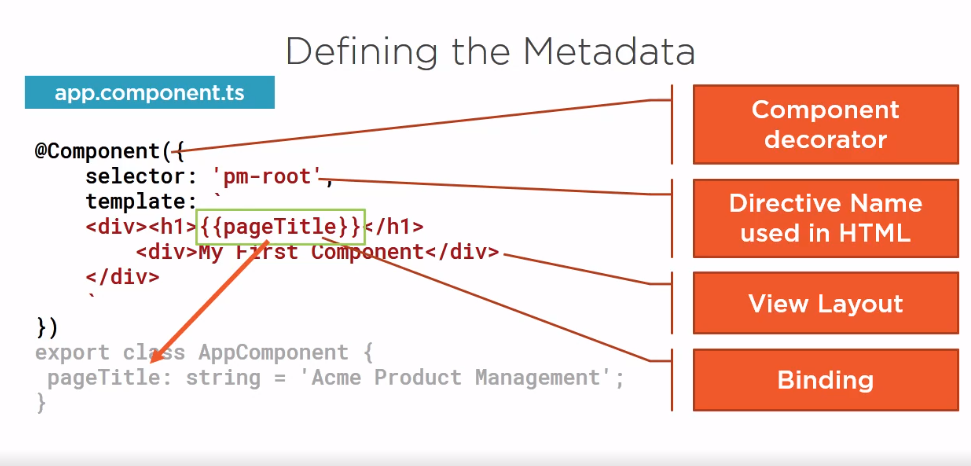 Defining the Metadata
app.component.ts
@Component({
selector: 'pm-root',
template: `
<div><h1>{{pageTitle}}</h1>
<div>My First Component</div>
</div>
`
})
export class AppComponent {
pageTitle: string = 'Acme Product Management';
}
Component
decorator
Directive Name
used in HTML
View Layout
Binding